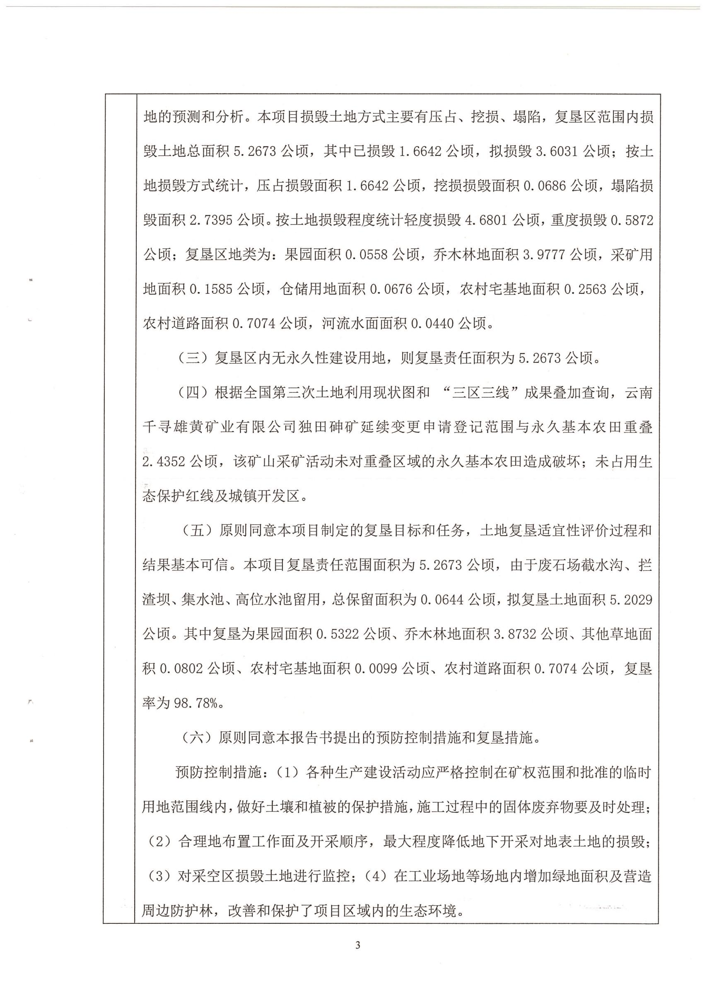 地的预测和分析。本项目损毁土地方式主要有压占、挖损、塌陷，复垦区范围内损
毁土地总面积 5.2673 公顷，其中已损毁 1.6642 公顷，拟损毁 3.6031 公顷；按土
地损毁方式统计，压占损毁面积 1.6642 公顷，挖损损毁面积 0.0686 公顷，塌陷损
毁面积 2.7395 公顷。按土地损毁程度统计轻度损毁 4.6801 公顷，重度损毁 0.5872
公顷；复垦区地类为：果园面积 0.0558 公顷，乔木林地面积 3.9777 公顷，采矿用
地面积 0.1585 公顷，仓储用地面积 0.0676 公顷，农村宅基地面积 0.2563 公顷，
农村道路面积 0.7074 公顷，河流水面面积 0.0440 公顷。
（三）复垦区内无永久性建设用地，则复垦责任面积为 5.2673 公顷。
（四）根据全国第三次土地利用现状图和 “三区三线”成果叠加查询，云南
千寻雄黄矿业有限公司独田砷矿延续变更申请登记范围与永久基本农田重叠
2.4352 公顷，该矿山采矿活动未对重叠区域的永久基本农田造成破坏；未占用生
态保护红线及城镇开发区。
（五）原则同意本项目制定的复垦目标和任务，土地复垦适宜性评价过程和
结果基本可信。本项目复垦责任范围面积为 5.2673 公顷，由于废石场截水沟、拦
渣坝、集水池、高位水池留用，总保留面积为 0.0644 公顷，拟复垦土地面积 5.2029
公顷。其中复垦为果园面积 0.5322 公顷、乔木林地面积 3.8732 公顷、其他草地面
积 0.0802 公顷、农村宅基地面积 0.0099 公顷、农村道路面积 0.7074 公顷，复垦
率为 98.78%。
（六）原则同意本报告书提出的预防控制措施和复垦措施。
预防控制措施：（1）各种生产建设活动应严格控制在矿权范围和批准的临时
用地范围线内，做好土壤和植被的保护措施，施工过程中的固体废弃物要及时处理；
（2）合理地布置工作面及开采顺序，最大程度降低地下开采对地表土地的损毁；
（3）对采空区损毁土地进行监控；（4）在工业场地等场地内增加绿地面积及营造
周边防护林，改善和保护了项目区域内的生态环境。
3